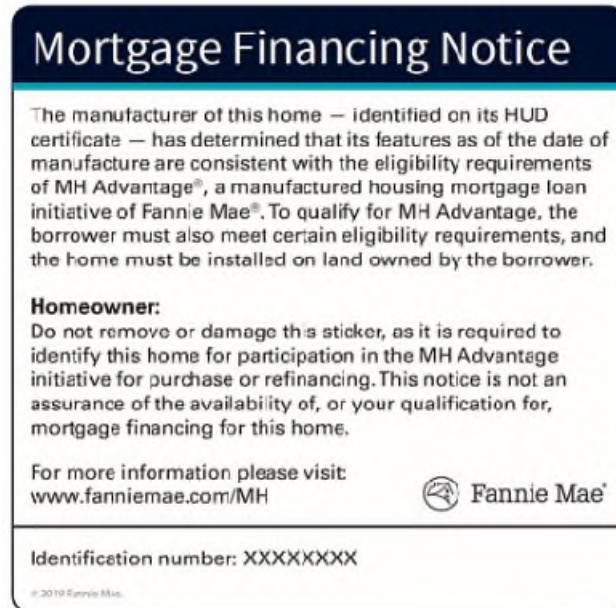 Mortgage Financing Notice
The manufacturer of this home — identified on its HUD
certificate — has determined that its features as of the date of
manufacture are consistent with the eligibility requirements
of MH Advantage®, a manufactured housing mortgage loan
initiative of Fannie Mae®. To qualify for MH Advantage, the
borrower must also meet certain eligibility requirements, and
the home must be installed on land owned by the borrower.
Homeowner:
Do not remove or damage this sticker, as it is required to
identify this home for participation in the MH Advantage
initiative for purchase or refinancing. This notice is not an
assurance of the availability of, or your qualification for,
mortgage financing for this home.
For more information please visit:
www.fanniemae.com/MH
Fannie Mae®
Identification number: XXXXXXXX
© 2019 Fannie Mae.